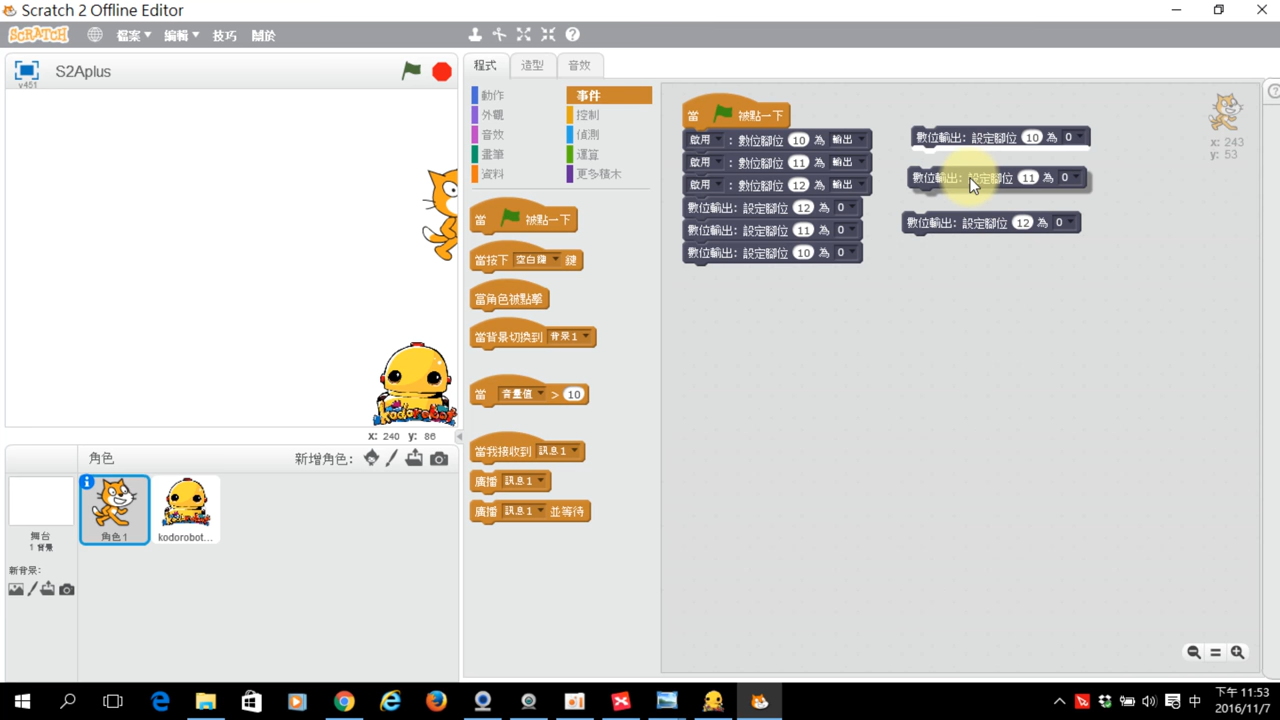 Scratch 2 Offline Editor
SCRATCH 檔案 編輯 技巧 關於
v451 S2Aplus
程式 造型 音效
動作 事件
外觀 控制
音效 偵測
畫筆 運算
資料 更多積木
當 被點一下
當按下 空白鍵 鍵
當角色被點擊
當背景切換到 背景1
當 音量值 > 10
當我接收到 訊息1
廣播 訊息1
廣播 訊息1 並等待
當 被點一下
啟用 : 數位腳位 10 為 輸出
啟用 : 數位腳位 11 為 輸出
啟用 : 數位腳位 12 為 輸出
數位輸出: 設定腳位 12 為 0
數位輸出: 設定腳位 11 為 0
數位輸出: 設定腳位 10 為 0
數位輸出: 設定腳位 10 為 0
數位輸出: 設定腳位 11 為 0
數位輸出: 設定腳位 12 為 0
x: 243
y: 53
kodorobot
x: 240 y: 86
角色 新增角色:
舞台
1 背景
新背景:
角色1
kodorobot...
中
下午 11:53
2016/11/7